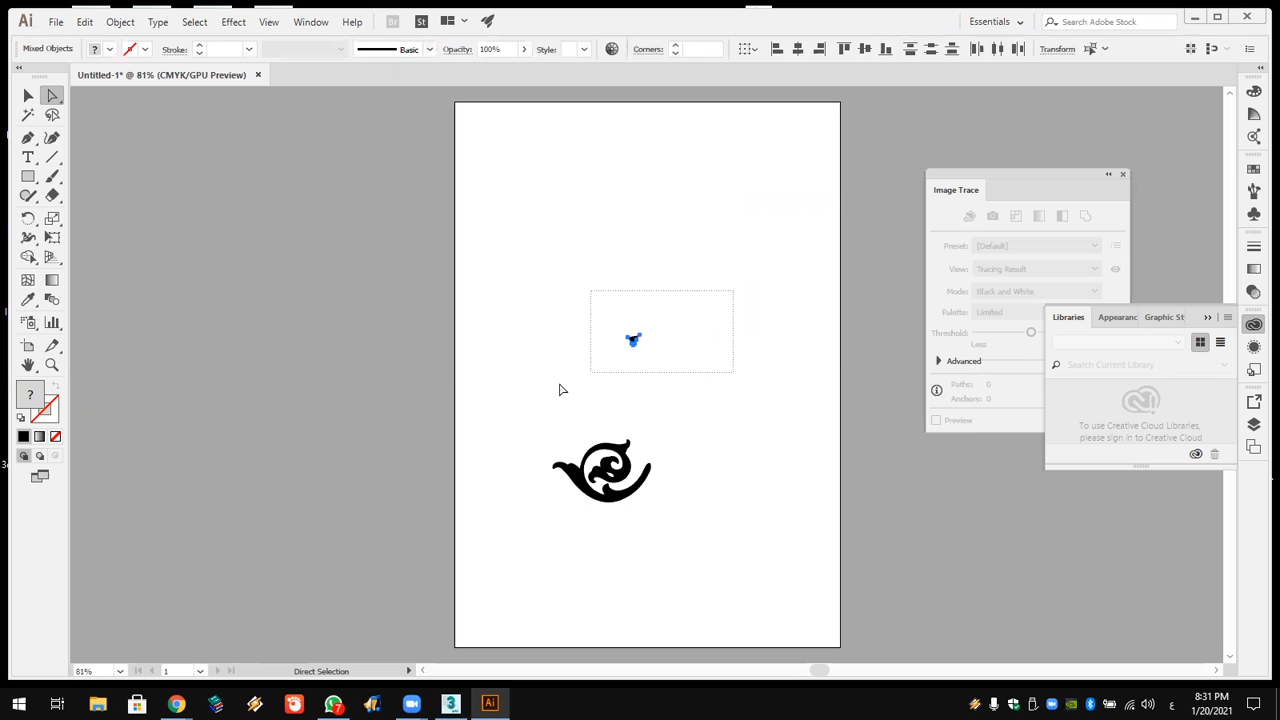 Ai File Edit Object Type Select Effect View Window Help Br St Essentials Search Adobe Stock
Mixed Objects ? Stroke: Basic Opacity: 100% Style: Corners: Transform
Untitled-1* @ 81% (CMYK/GPU Preview)
Image Trace
Preset: [Default]
View: Tracing Result
Mode: Black and White
Palette: Limited
Threshold:
Less
Advanced
Paths: 0
Anchors: 0
Preview
Libraries Appearanc Graphic St
Search Current Library
To use Creative Cloud Libraries,
please sign in to Creative Cloud
?
81% 1 Direct Selection
7 3 Ai
ع 8:31 PM
1/20/2021